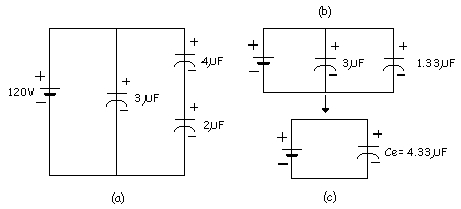 (b)
+
4µF
−
+
120V
−
+
3µF
−
+
2µF
−
(a)
+
−
+
3µF
−
+
1.33µF
−
+
−
+
Ce= 4.33µF
−
(c)